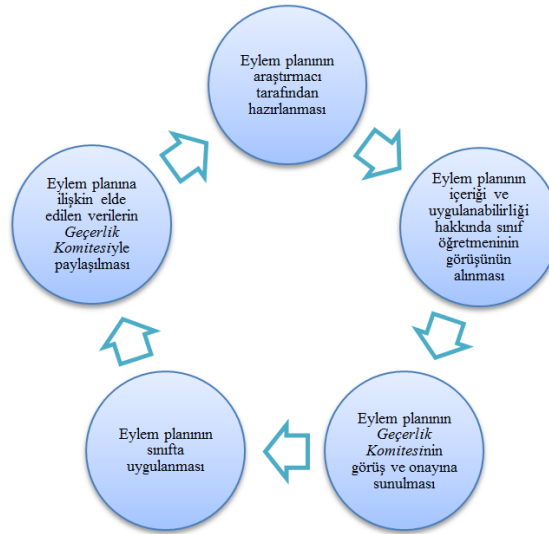 Eylem planının
araştırmacı
tarafından
hazırlanması
Eylem planının
içeriği ve
uygulanabilirliği
hakkında sınıf
öğretmeninin
görüşünün
alınması
Eylem planının
Geçerlik
Komitesinin
görüş ve onayına
sunulması
Eylem planının
sınıfta
uygulanması
Eylem planına
ilişkin elde
edilen verilerin
Geçerlik
Komitesiyle
paylaşılması